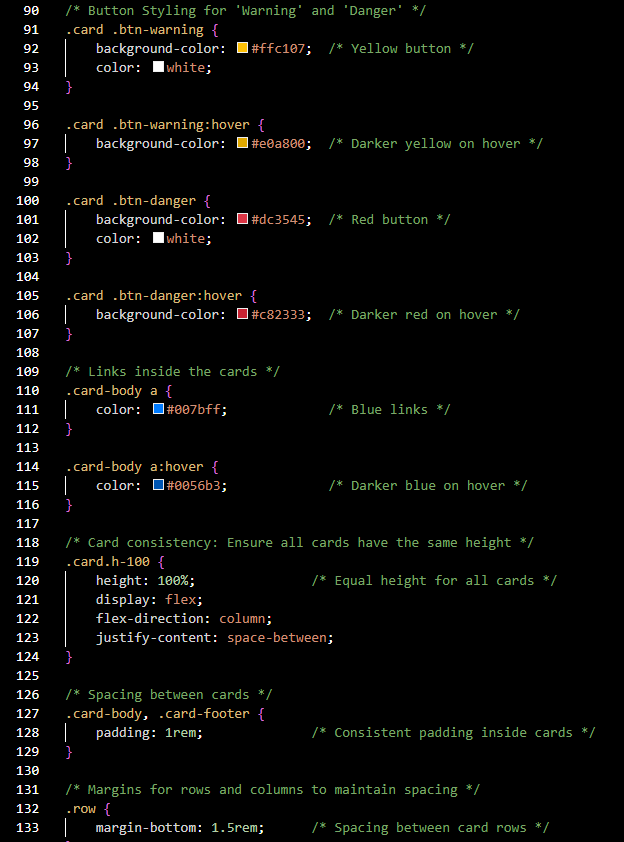 90 /* Button Styling for 'Warning' and 'Danger' */
91 .card .btn-warning {
92     background-color: #ffc107;  /* Yellow button */
93     color: white;
94 }
95
96 .card .btn-warning:hover {
97     background-color: #e0a800;  /* Darker yellow on hover */
98 }
99
100 .card .btn-danger {
101     background-color: #dc3545;  /* Red button */
102     color: white;
103 }
104
105 .card .btn-danger:hover {
106     background-color: #c82333;  /* Darker red on hover */
107 }
108
109 /* Links inside the cards */
110 .card-body a {
111     color: #007bff;             /* Blue links */
112 }
113
114 .card-body a:hover {
115     color: #0056b3;             /* Darker blue on hover */
116 }
117
118 /* Card consistency: Ensure all cards have the same height */
119 .card.h-100 {
120     height: 100%;               /* Equal height for all cards */
121     display: flex;
122     flex-direction: column;
123     justify-content: space-between;
124 }
125
126 /* Spacing between cards */
127 .card-body, .card-footer {
128     padding: 1rem;              /* Consistent padding inside cards */
129 }
130
131 /* Margins for rows and columns to maintain spacing */
132 .row {
133     margin-bottom: 1.5rem;      /* Spacing between card rows */